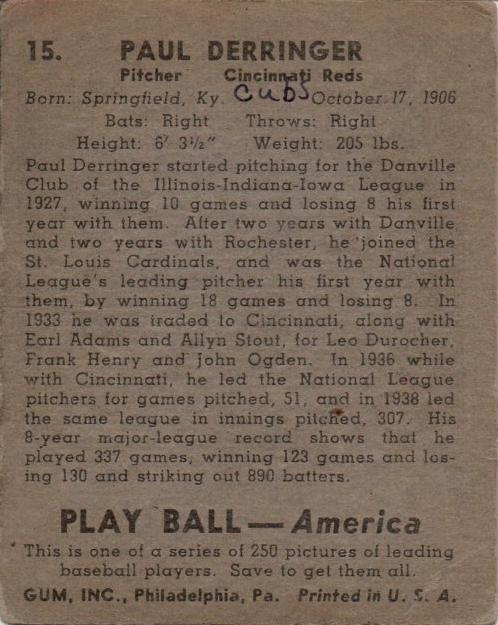 15. PAUL DERRINGER
Pitcher Cincinnati Reds
cubs
Born: Springfield, Ky. October 17, 1906
Bats: Right Throws: Right
Height: 6' 3½" Weight: 205 lbs.
Paul Derringer started pitching for the Danville
Club of the Illinois-Indiana-Iowa League in
1927, winning 10 games and losing 8 his first
year with them. After two years with Danville
and two years with Rochester, he joined the
St. Louis Cardinals, and was the National
League's leading pitcher his first year with
them, by winning 18 games and losing 8. In
1933 he was traded to Cincinnati, along with
Earl Adams and Allyn Stout, for Leo Durocher,
Frank Henry and John Ogden. In 1936 while
with Cincinnati, he led the National League
pitchers for games pitched, 51, and in 1938 led
the same league in innings pitched, 307. His
8-year major-league record shows that he
played 337 games, winning 123 games and los-
ing 130 and striking out 890 batters.
PLAY BALL—America
This is one of a series of 250 pictures of leading
baseball players. Save to get them all.
GUM, INC., Philadelphia, Pa. Printed in U. S. A.